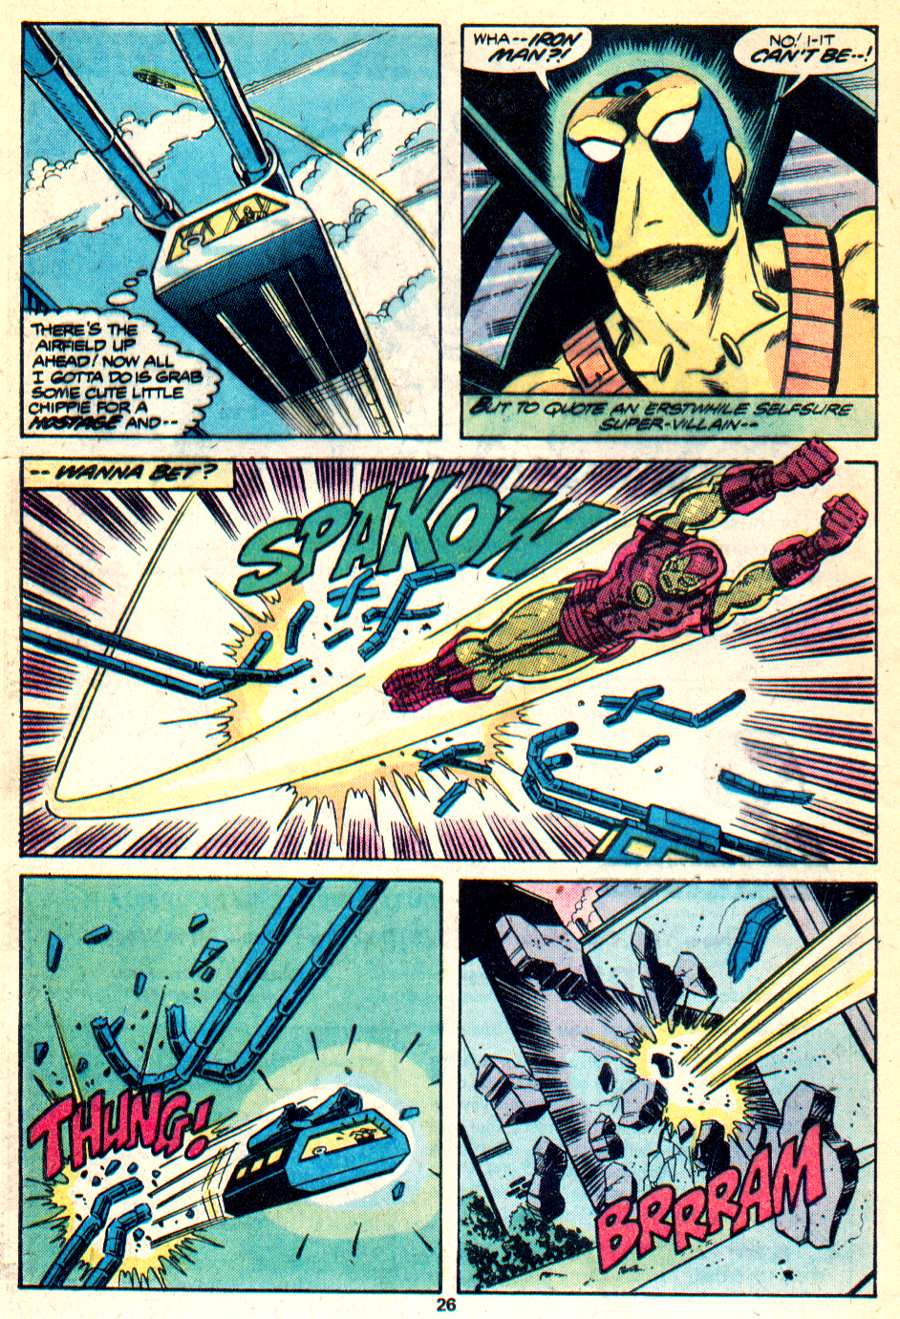 THERE'S THE
AIRFIELD UP
AHEAD! NOW ALL
I GOTTA DO IS GRAB
SOME CUTE LITTLE
CHIPPIE FOR A
HOSTAGE AND--
WHA--IRON
MAN?!
NO! I-IT
CAN'T BE--!
BUT TO QUOTE AN ERSTWHILE SELFSURE
SUPER-VILLAIN--
-- WANNA BET?
SPAKOW
THUNG!
BRRRRAM
26